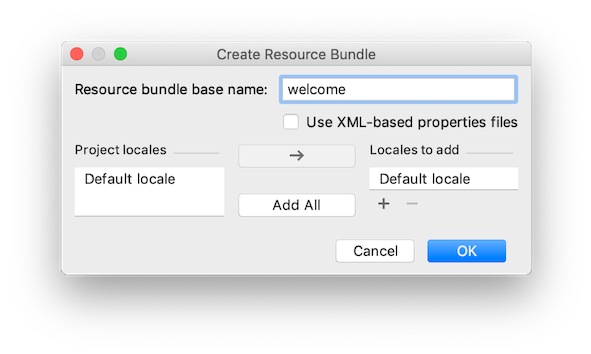 Create Resource Bundle
Resource bundle base name: welcome
Use XML-based properties files
Project locales
Locales to add
Default locale
Default locale
Add All
Cancel
OK